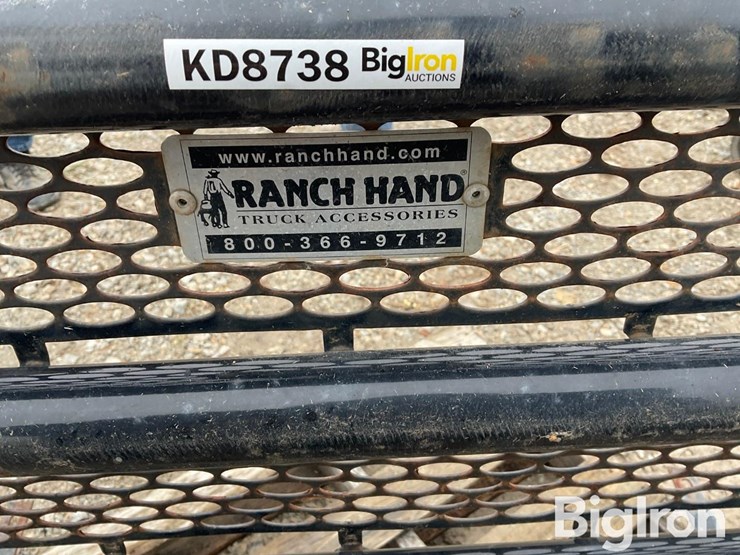 KD8738 BigIron
AUCTIONS
www.ranchhand.com
RANCH HAND®
TRUCK ACCESSORIES
800-366-9712
BigIron